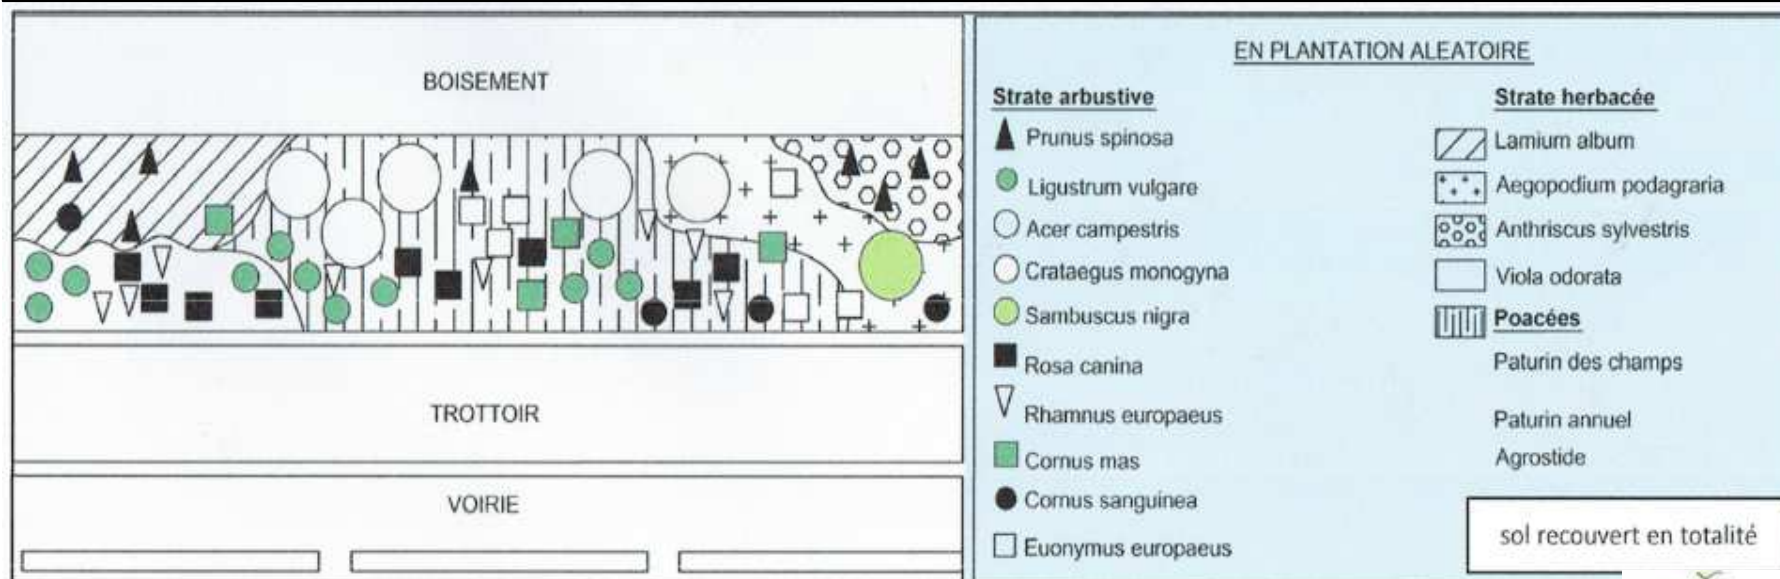 BOISEMENT
TROTTOIR
VOIRIE
EN PLANTATION ALEATOIRE
Strate arbustive
Prunus spinosa
Ligustrum vulgare
Acer campestris
Crataegus monogyna
Sambuscus nigra
Rosa canina
Rhamnus europaeus
Cornus mas
Cornus sanguinea
Euonymus europaeus
Strate herbacée
Lamium album
Aegopodium podagraria
Anthriscus sylvestris
Viola odorata
Poacées
Paturin des champs
Paturin annuel
Agrostide
sol recouvert en totalité